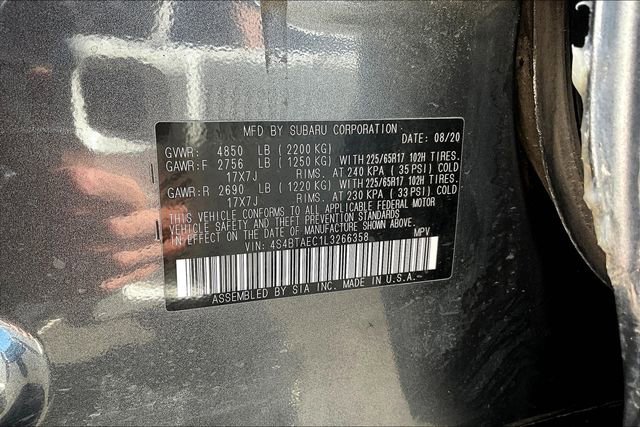 MFD BY SUBARU CORPORATION DATE: 08/20
GVWR: 4850 LB (2200 KG)
GAWR:F 2756 LB (1250 KG) WITH 225/65R17 102H TIRES.
17X7J RIMS. AT 240 KPA (35 PSI) COLD
GAWR:R 2690 LB (1220 KG) WITH 225/65R17 102H TIRES.
17X7J RIMS. AT 230 KPA (33 PSI) COLD
THIS VEHICLE CONFORMS TO ALL APPLICABLE FEDERAL MOTOR
VEHICLE SAFETY AND THEFT PREVENTION STANDARDS
IN EFFECT ON THE DATE OF MANUFACTURE SHOWN ABOVE.
VIN: 4S4BTAEC1L3266358 MPV
ASSEMBLED BY SIA INC. MADE IN U.S.A.